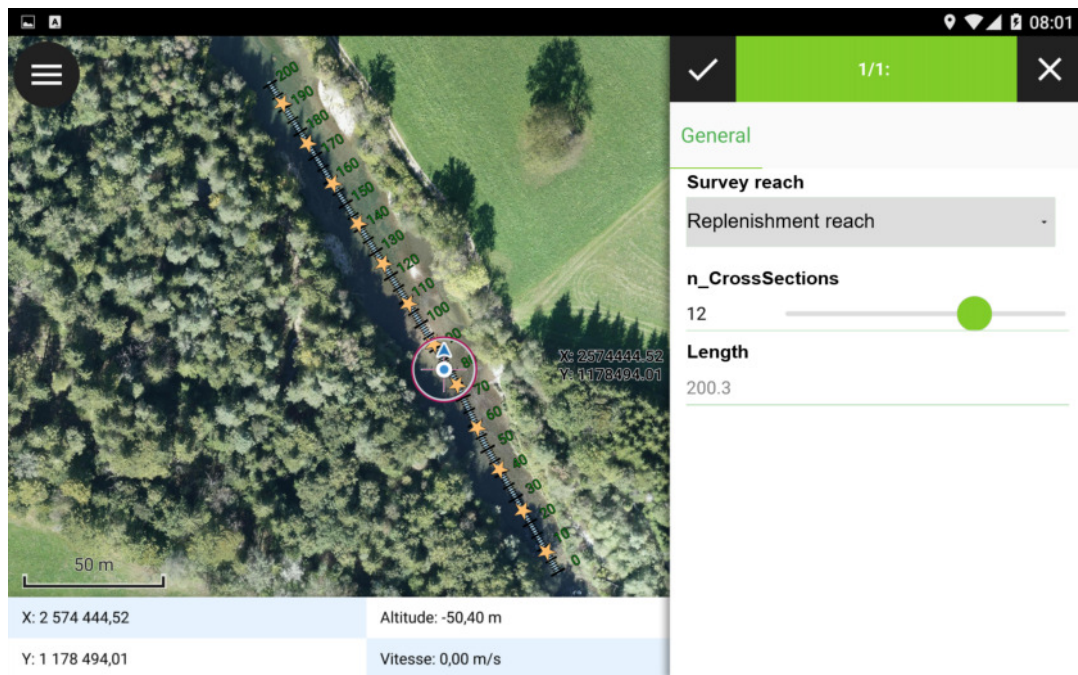 A
08:01
200
190
180
170
160
150
140
130
120
110
100
90
80
70
60
50
40
30
20
10
0
X: 2574444.52
Y: 1178494.01
50 m
X: 2 574 444,52
Altitude: -50,40 m
Y: 1 178 494,01
Vitesse: 0,00 m/s
1/1:
General
Survey reach
Replenishment reach
n_CrossSections
12
Length
200.3